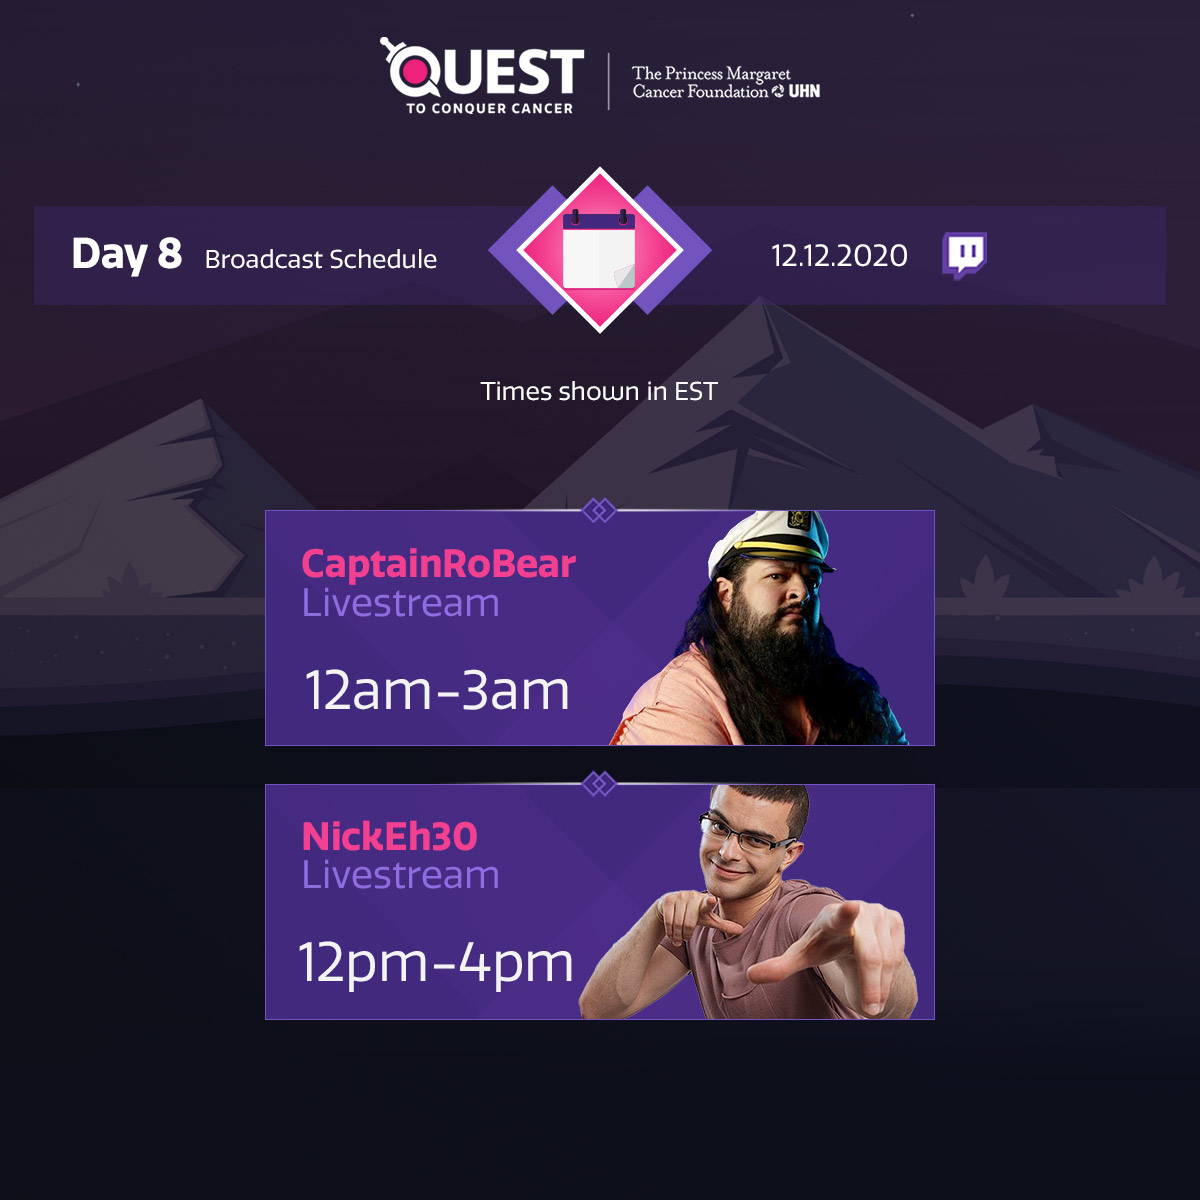 QUEST
TO CONQUER CANCER
The Princess Margaret
Cancer Foundation UHN
Day 8 Broadcast Schedule
12.12.2020
Times shown in EST
CaptainRoBear
Livestream
12am-3am
NickEh30
Livestream
12pm-4pm